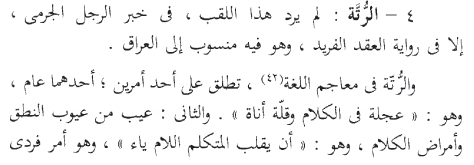 ٤ – الرُّتَّة : لم يرد هذا اللقب ، فى خبر الرجل الجرمى ،
إلا فى رواية العقد الفريد ، وهو فيه منسوب إلى العراق .
والرُّتّة فى معاجم اللغة(٤٢) ، تطلق على أحد أمرين ؛ أحدهما عام ،
وهو : « عجلة فى الكلام وقلّة أناة » . والثانى : عيب من عيوب النطق
وأمراض الكلام ، وهو : « أن يقلب المتكلم اللام ياء » ، وهو أمر فردى